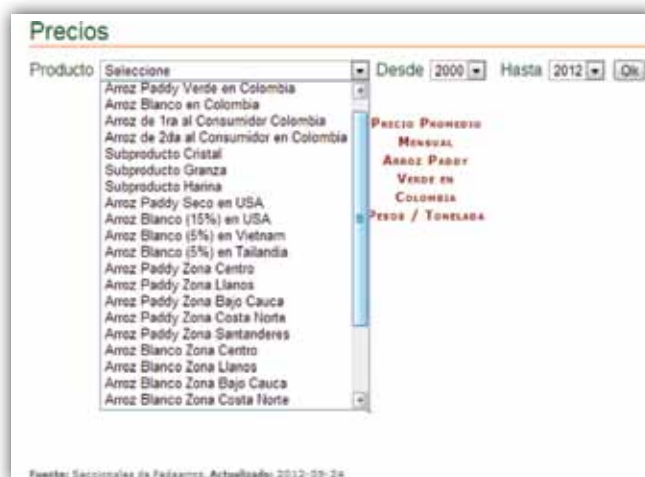 Precios
Producto Seleccione Desde 2000 Hasta 2012 Ok
Arroz Paddy Verde en Colombia
Arroz Blanco en Colombia
Arroz de 1ra al Consumidor Colombia
Arroz de 2da al Consumidor en Colombia
Subproducto Cristal
Subproducto Granza
Subproducto Harina
Arroz Paddy Seco en USA
Arroz Blanco (15%) en USA
Arroz Blanco (5%) en Vietnam
Arroz Blanco (5%) en Tailandia
Arroz Paddy Zona Centro
Arroz Paddy Zona Llanos
Arroz Paddy Zona Bajo Cauca
Arroz Paddy Zona Costa Norte
Arroz Paddy Zona Santanderes
Arroz Blanco Zona Centro
Arroz Blanco Zona Llanos
Arroz Blanco Zona Bajo Cauca
Arroz Blanco Zona Costa Norte
Precio Promedio
Mensual
Arroz Paddy
Verde en
Colombia
Pesos / Tonelada
Fuente: Seccionales de Fedearroz. Actualizado: 2012-09-24